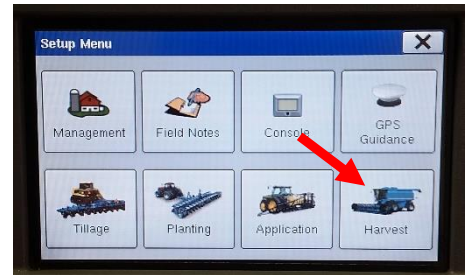 Setup Menu
Management
Field Notes
Console
GPS
Guidance
Tillage
Planting
Application
Harvest